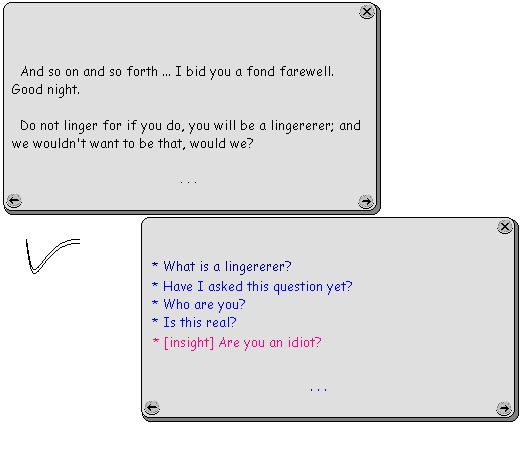 And so on and so forth ... I bid you a fond farewell.
Good night.
Do not linger for if you do, you will be a lingererer; and
we wouldn't want to be that, would we?
. . .
* What is a lingererer?
* Have I asked this question yet?
* Who are you?
* Is this real?
* [insight] Are you an idiot?
. . .